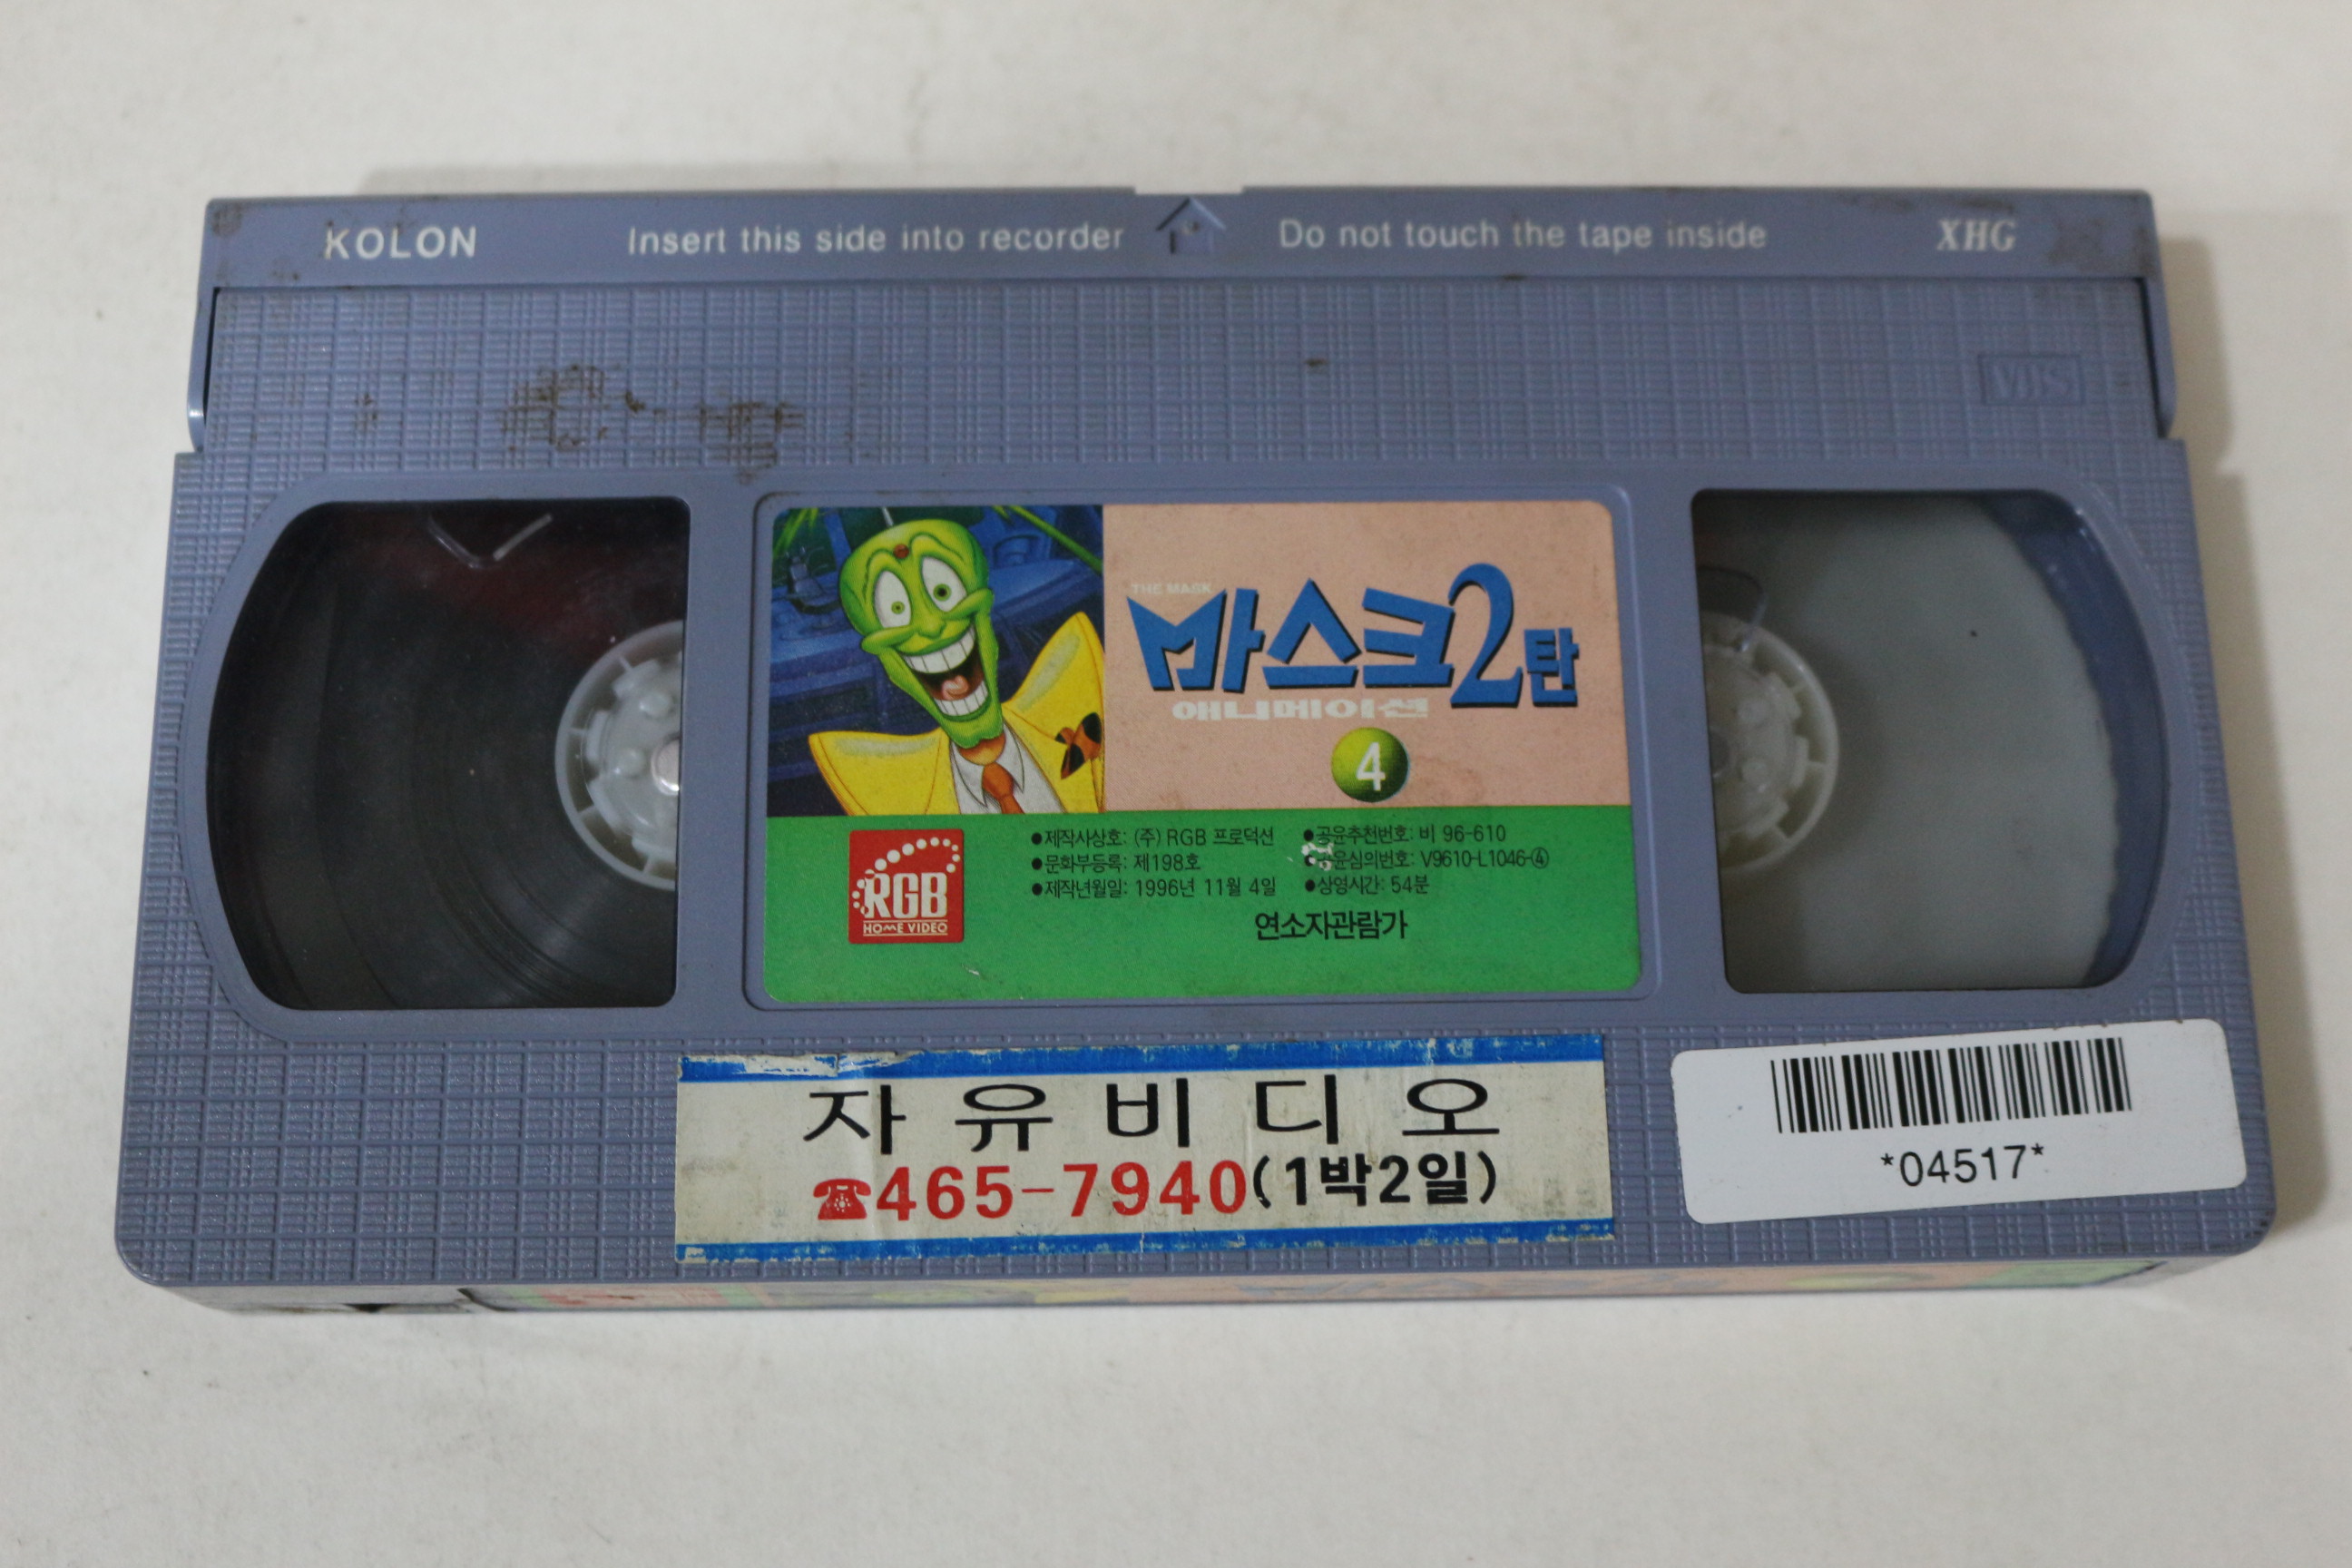 KOLON Insert this side into recorder Do not touch the tape inside XHG
VHS
THE MASK
마스크2탄
애니메이션
4
RGB
HOME VIDEO
●제작사상호: (주) RGB 프로덕션
●문화부등록: 제198호
●제작년월일: 1996년 11월 4일
●공윤추천번호: 비 96-610
●공윤심의번호: V9610-L1046-④
●상영시간: 54분
연소자관람가
자유비디오
☎465-7940(1박2일)
*04517*